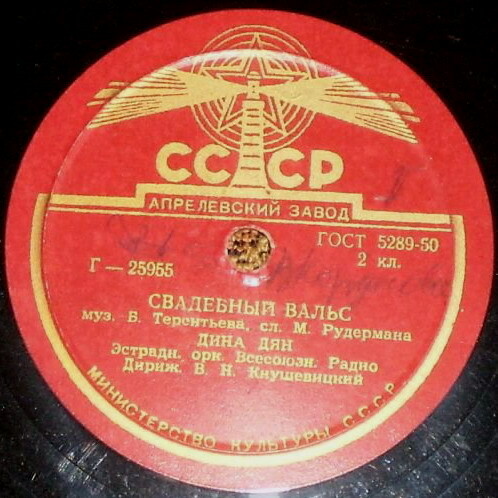 СССР
АПРЕЛЕВСКИЙ ЗАВОД
ГОСТ 5289-50
Г—25955
2 кл.
СВАДЕБНЫЙ ВАЛЬС
муз. Б. Терентьева, сл. М. Рудермана
ДИНА ДЯН
Эстрадн. орк. Всесоюзн. Радио
Дириж. В. Н. Кнушевицкий
МИНИСТЕРСТВО КУЛЬТУРЫ СССР